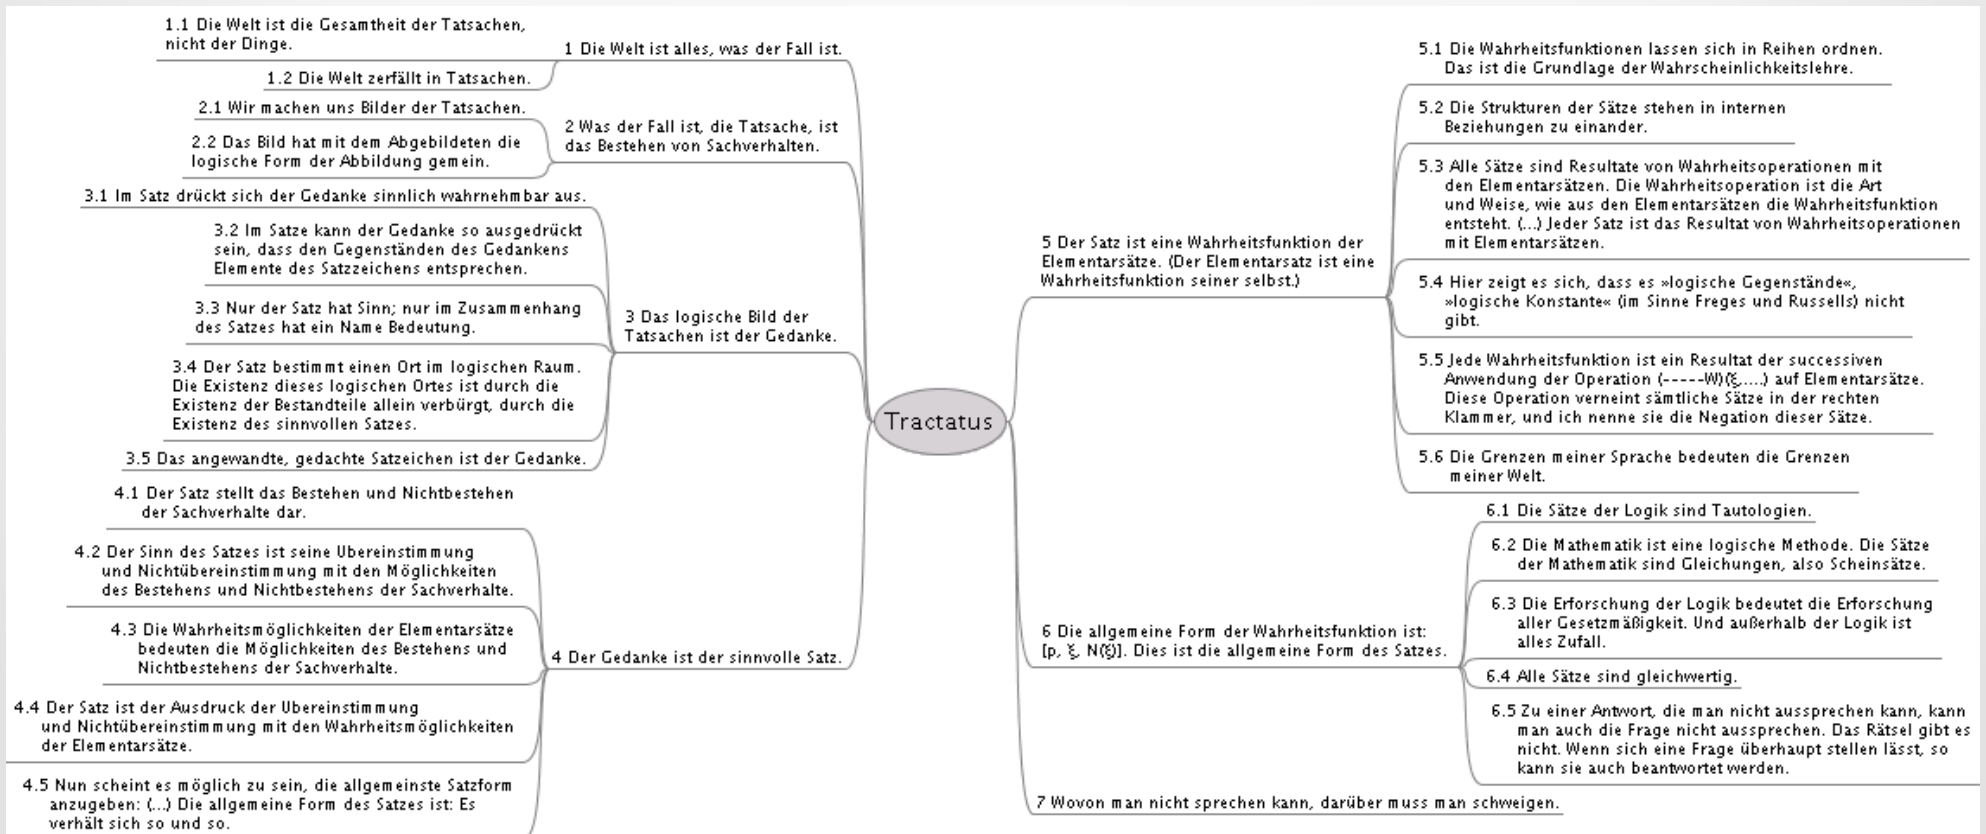 1.1 Die Welt ist die Gesamtheit der Tatsachen,
nicht der Dinge.
1 Die Welt ist alles, was der Fall ist.
1.2 Die Welt zerfällt in Tatsachen.
2.1 Wir machen uns Bilder der Tatsachen.
2 Was der Fall ist, die Tatsache, ist
das Bestehen von Sachverhalten.
2.2 Das Bild hat mit dem Abgebildeten die
logische Form der Abbildung gemein.
3.1 Im Satz drückt sich der Gedanke sinnlich wahrnehmbar aus.
3.2 Im Satze kann der Gedanke so ausgedrückt
sein, dass den Gegenständen des Gedankens
Elemente des Satzzeichens entsprechen.
3.3 Nur der Satz hat Sinn; nur im Zusammenhang
des Satzes hat ein Name Bedeutung.
3 Das logische Bild der
Tatsachen ist der Gedanke.
3.4 Der Satz bestimmt einen Ort im logischen Raum.
Die Existenz dieses logischen Ortes ist durch die
Existenz der Bestandteile allein verbürgt, durch die
Existenz des sinnvollen Satzes.
3.5 Das angewandte, gedachte Satzeichen ist der Gedanke.
4.1 Der Satz stellt das Bestehen und Nichtbestehen
der Sachverhalte dar.
4.2 Der Sinn des Satzes ist seine Übereinstimmung
und Nichtübereinstimmung mit den Möglichkeiten
des Bestehens und Nichtbestehens der Sachverhalte.
4.3 Die Wahrheitsmöglichkeiten der Elementarsätze
bedeuten die Möglichkeiten des Bestehens und
Nichtbestehens der Sachverhalte.
4 Der Gedanke ist der sinnvolle Satz.
4.4 Der Satz ist der Ausdruck der Übereinstimmung
und Nichtübereinstimmung mit den Wahrheitsmöglichkeiten
der Elementarsätze.
4.5 Nun scheint es möglich zu sein, die allgemeinste Satzform
anzugeben: (...) Die allgemeine Form des Satzes ist: Es
verhält sich so und so.
Tractatus
5.1 Die Wahrheitsfunktionen lassen sich in Reihen ordnen.
Das ist die Grundlage der Wahrscheinlichkeitslehre.
5.2 Die Strukturen der Sätze stehen in internen
Beziehungen zu einander.
5.3 Alle Sätze sind Resultate von Wahrheitsoperationen mit
den Elementarsätzen. Die Wahrheitsoperation ist die Art
und Weise, wie aus den Elementarsätzen die Wahrheitsfunktion
entsteht. (...) Jeder Satz ist das Resultat von Wahrheitsoperationen
mit Elementarsätzen.
5 Der Satz ist eine Wahrheitsfunktion der
Elementarsätze. (Der Elementarsatz ist eine
Wahrheitsfunktion seiner selbst.)
5.4 Hier zeigt es sich, dass es »logische Gegenstände«,
»logische Konstante« (im Sinne Freges und Russells) nicht
gibt.
5.5 Jede Wahrheitsfunktion ist ein Resultat der successiven
Anwendung der Operation (-----W)(ξ,....) auf Elementarsätze.
Diese Operation verneint sämtliche Sätze in der rechten
Klammer, und ich nenne sie die Negation dieser Sätze.
5.6 Die Grenzen meiner Sprache bedeuten die Grenzen
meiner Welt.
6.1 Die Sätze der Logik sind Tautologien.
6.2 Die Mathematik ist eine logische Methode. Die Sätze
der Mathematik sind Gleichungen, also Scheinsätze.
6.3 Die Erforschung der Logik bedeutet die Erforschung
aller Gesetzmäßigkeit. Und außerhalb der Logik ist
alles Zufall.
6 Die allgemeine Form der Wahrheitsfunktion ist:
[p, ξ, N(ξ)]. Dies ist die allgemeine Form des Satzes.
6.4 Alle Sätze sind gleichwertig.
6.5 Zu einer Antwort, die man nicht aussprechen kann, kann
man auch die Frage nicht aussprechen. Das Rätsel gibt es
nicht. Wenn sich eine Frage überhaupt stellen lässt, so
kann sie auch beantwortet werden.
7 Wovon man nicht sprechen kann, darüber muss man schweigen.